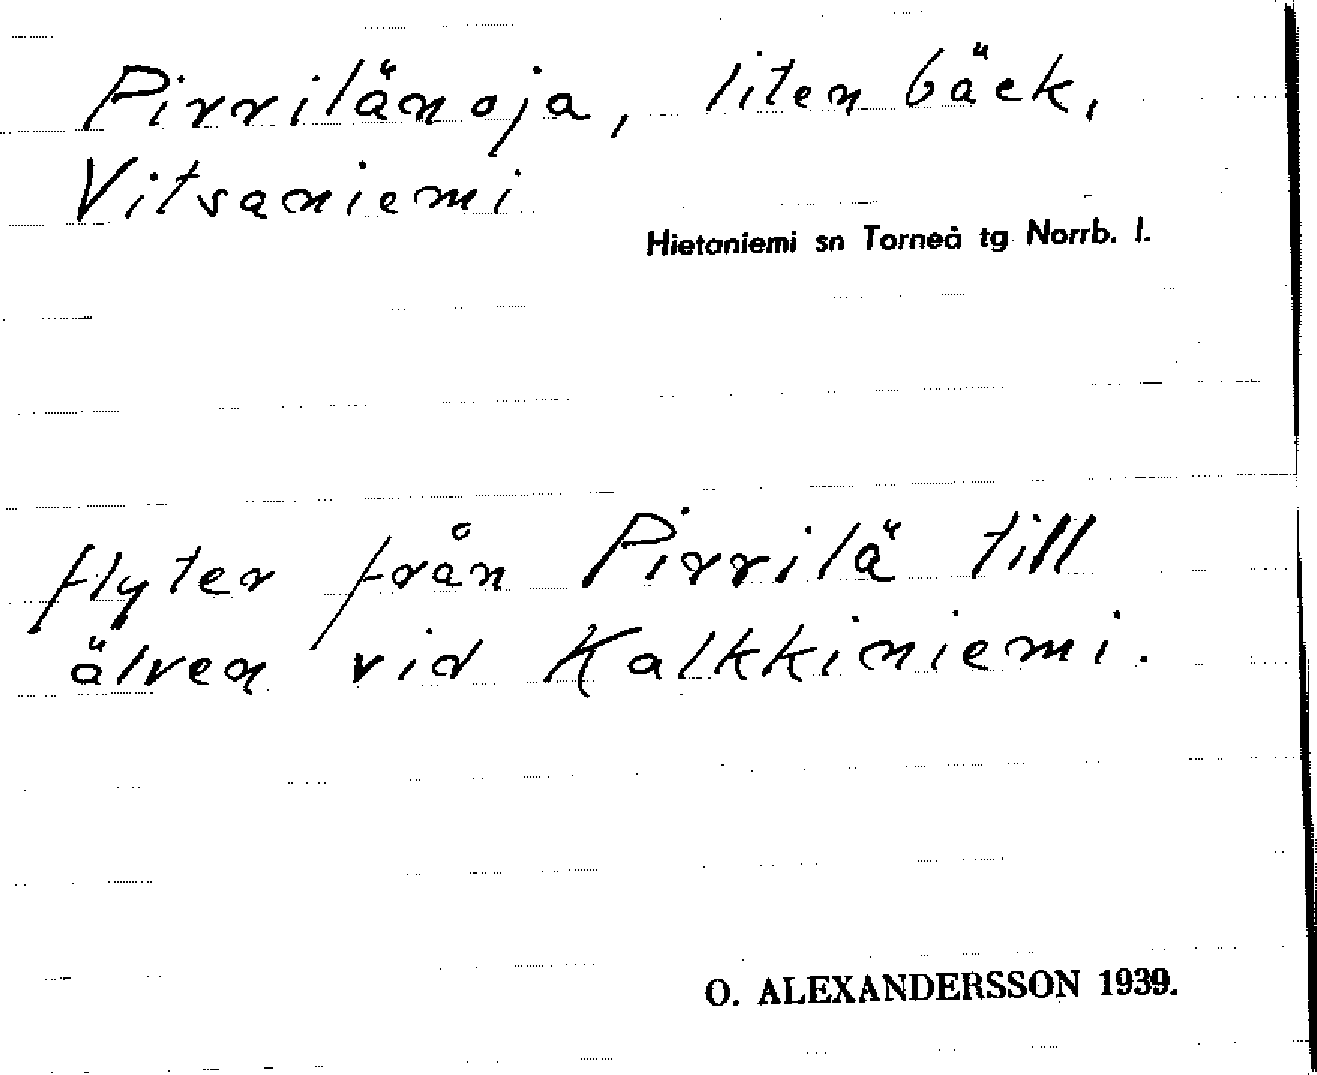 Pirrilänoja, liten bäck,
Vitsaniemi
Hietaniemi sn Torneå tg Norrb. l.
flyter från Pirrilä till
älven vid Kalkkiniemi.
O. ALEXANDERSSON 1939.